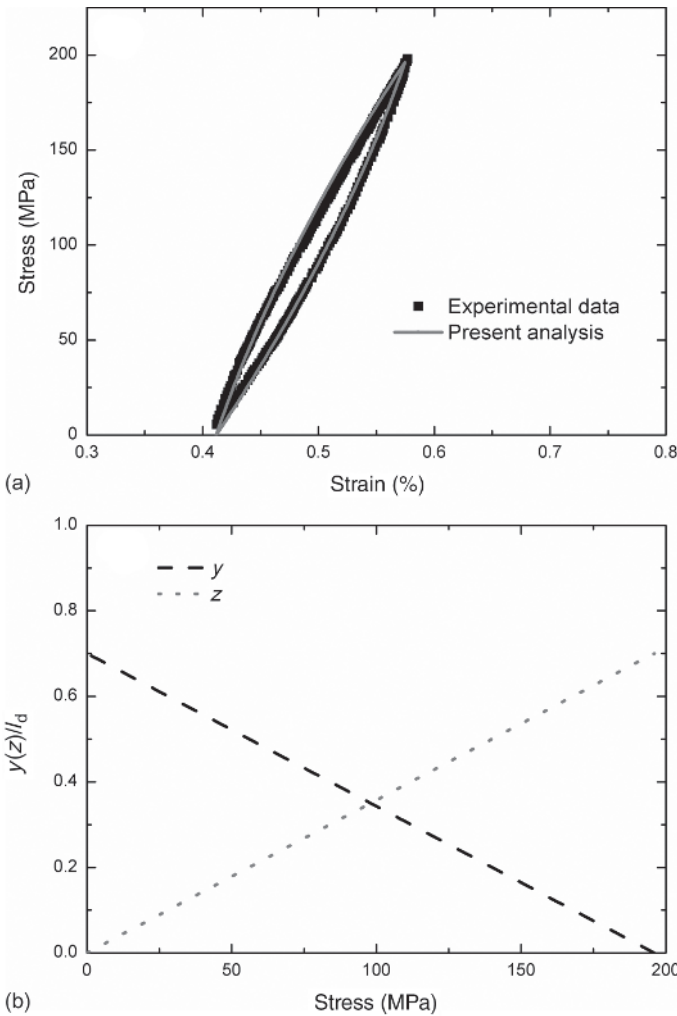 200
150
100
50
0
Stress (MPa)
Experimental data
Present analysis
0.3 0.4 0.5 0.6 0.7 0.8
(a) Strain (%)
1.0
0.8
0.6
0.4
0.2
0.0
y(z)/l_d
y
z
0 50 100 150 200
(b) Stress (MPa)